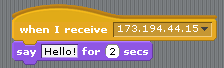 when I receive 173.194.44.15
say Hello! for 2 secs